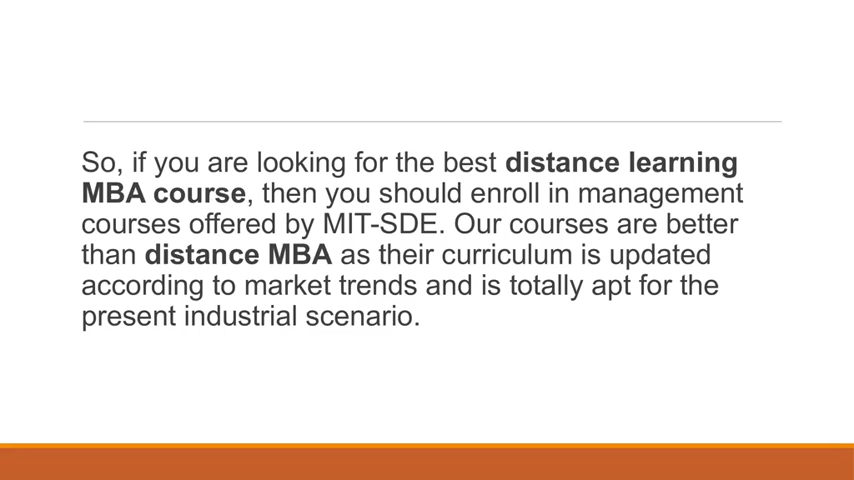 So, if you are looking for the best distance learning
MBA course, then you should enroll in management
courses offered by MIT-SDE. Our courses are better
than distance MBA as their curriculum is updated
according to market trends and is totally apt for the
present industrial scenario.